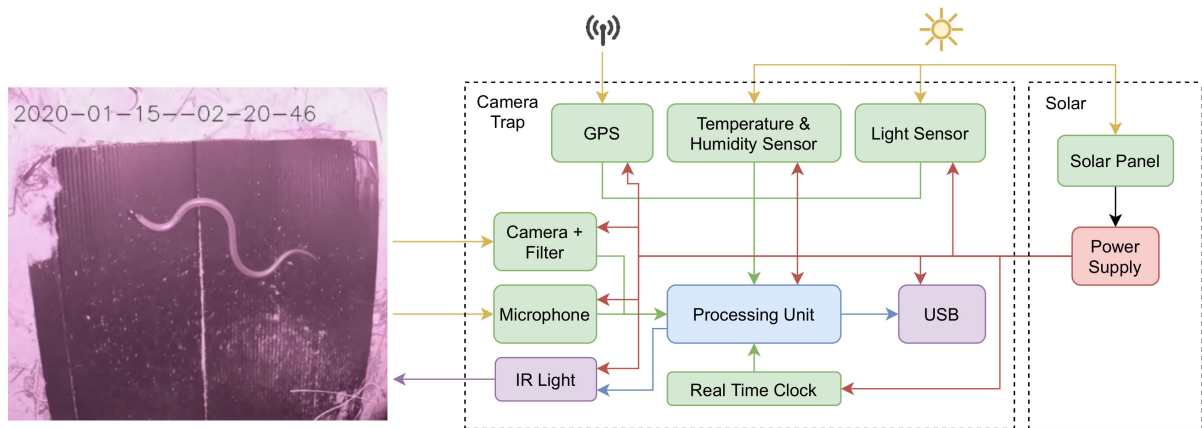 2020-01-15--02-20-46
Camera
Trap
GPS
Temperature &
Humidity Sensor
Light Sensor
Solar
Solar Panel
Camera +
Filter
Power
Supply
Microphone
Processing Unit
USB
IR Light
Real Time Clock